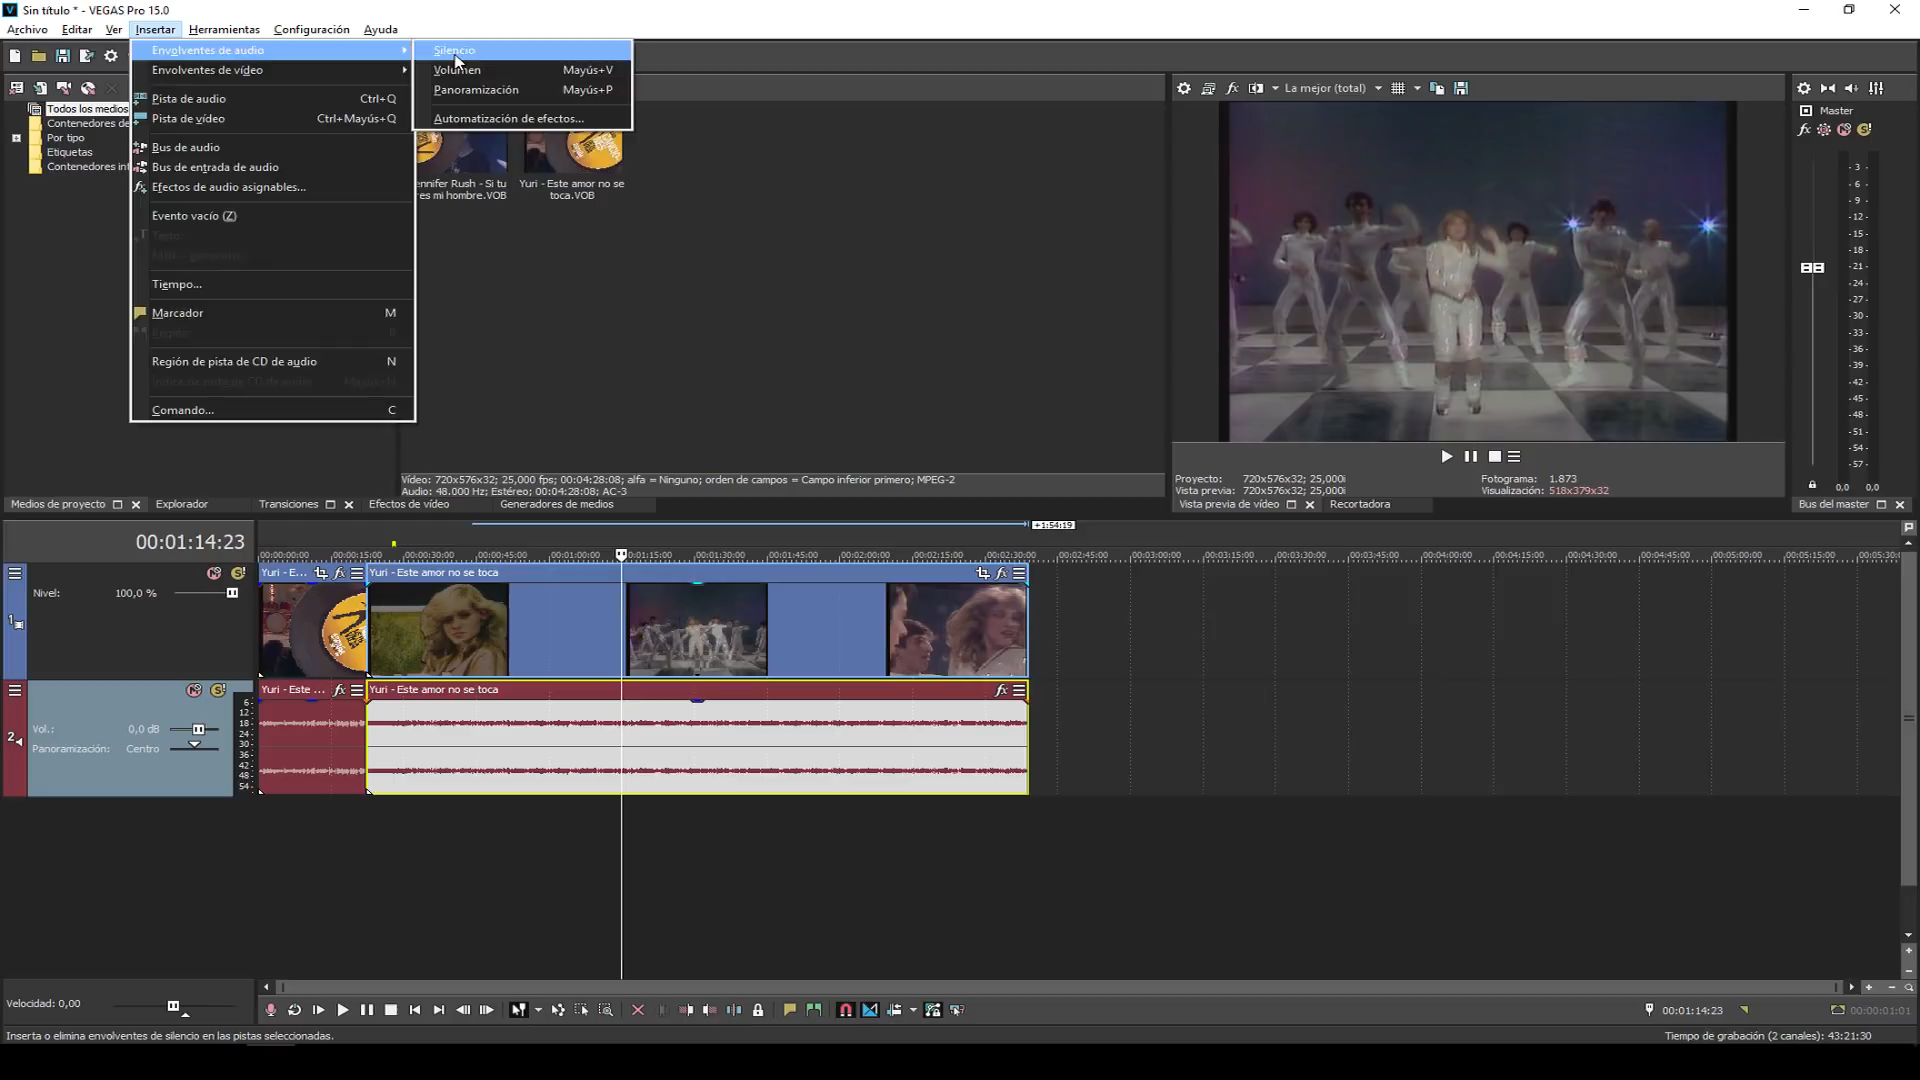 Sin título * - VEGAS Pro 15.0
Archivo Editar Ver Insertar Herramientas Configuración Ayuda
Envolventes de audio
Envolventes de vídeo
Pista de audio Ctrl+Q
Pista de vídeo Ctrl+Mayús+Q
Bus de audio
Bus de entrada de audio
Efectos de audio asignables...
Evento vacío (Z)
Texto
Tiempo...
Marcador M
Región de pista de CD de audio N
Índice de pista de CD de audio Mayús+N
Comando... C
Silencio
Volumen Mayús+V
Panoramización Mayús+P
Automatización de efectos...
Todos los medios
Contenedores de
Por tipo
Etiquetas
Contenedores in
ennifer Rush - Si tu
res mi hombre.VOB
Yuri - Este amor no se
toca.VOB
Vídeo: 720x576x32; 25,000 fps; 00:04:28:08; alfa = Ninguno; orden de campos = Campo inferior primero; MPEG-2
Audio: 48.000 Hz; Estéreo; 00:04:28:08; AC-3
La mejor (total)
Proyecto: 720x576x32; 25,000i
Vista previa: 720x576x32; 25,000i
Fotograma: 1.873
Visualización: 518x379x32
Master
-3
-6
-9
-12
-15
-18
-21
-24
-27
-30
-33
-36
-39
-42
-45
-48
-51
-54
-57
0,0 0,0
Medios de proyecto Explorador Transiciones Efectos de vídeo Generadores de medios
Vista previa de vídeo Recortadora
Bus del master
+1:54:19
00:01:14:23
00:00:00:00 00:00:15:00 00:00:30:00 00:00:45:00 00:01:00:00 00:01:15:00 00:01:30:00 00:01:45:00 00:02:00:00 00:02:15:00 00:02:30:00 00:02:45:00 00:03:00:00 00:03:15:00 00:03:30:00 00:03:45:00 00:04:00:00 00:04:15:00 00:04:30:00 00:04:45:00 00:05:00:00 00:05:15:00 00:05:30:0
Yuri - E... Yuri - Este amor no se toca
1
Nivel: 100,0 %
Yuri - Este ... Yuri - Este amor no se toca
2
Vol.: 0,0 dB
Panoramización: Centro
6
12
18
24
30
36
42
48
54
Velocidad: 0,00
00:01:14:23
00:00:01:01
Inserta o elimina envolventes de silencio en las pistas seleccionadas.
Tiempo de grabación (2 canales): 43:21:30